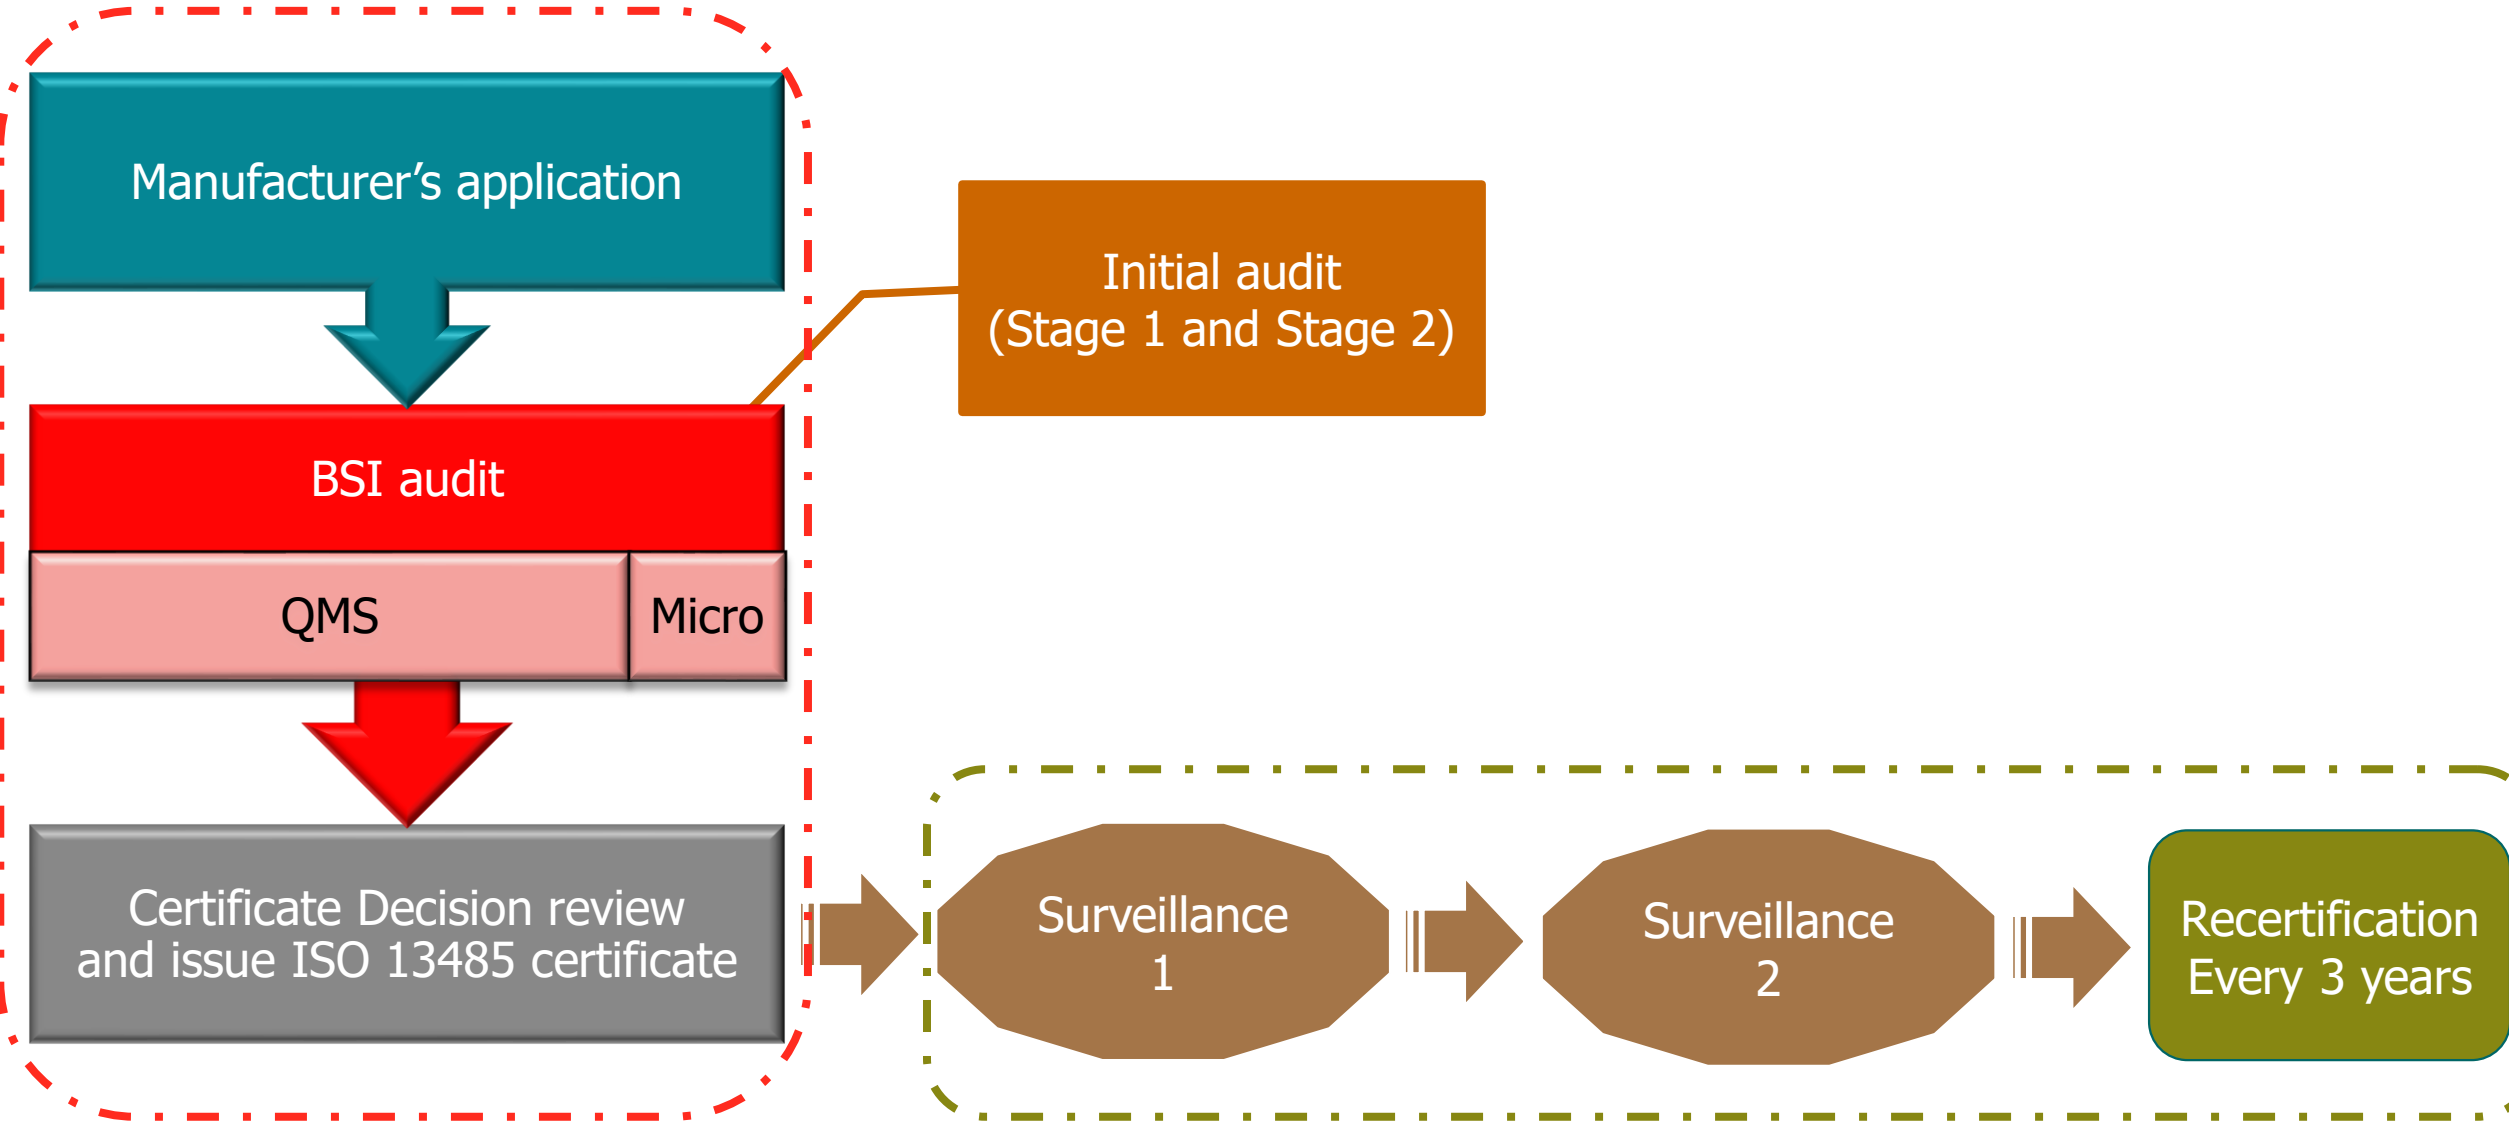 Manufacturer’s application
Initial audit
(Stage 1 and Stage 2)
BSI audit
QMS
Micro
Certificate Decision review
and issue ISO 13485 certificate
Surveillance
1
Surveillance
2
Recertification
Every 3 years